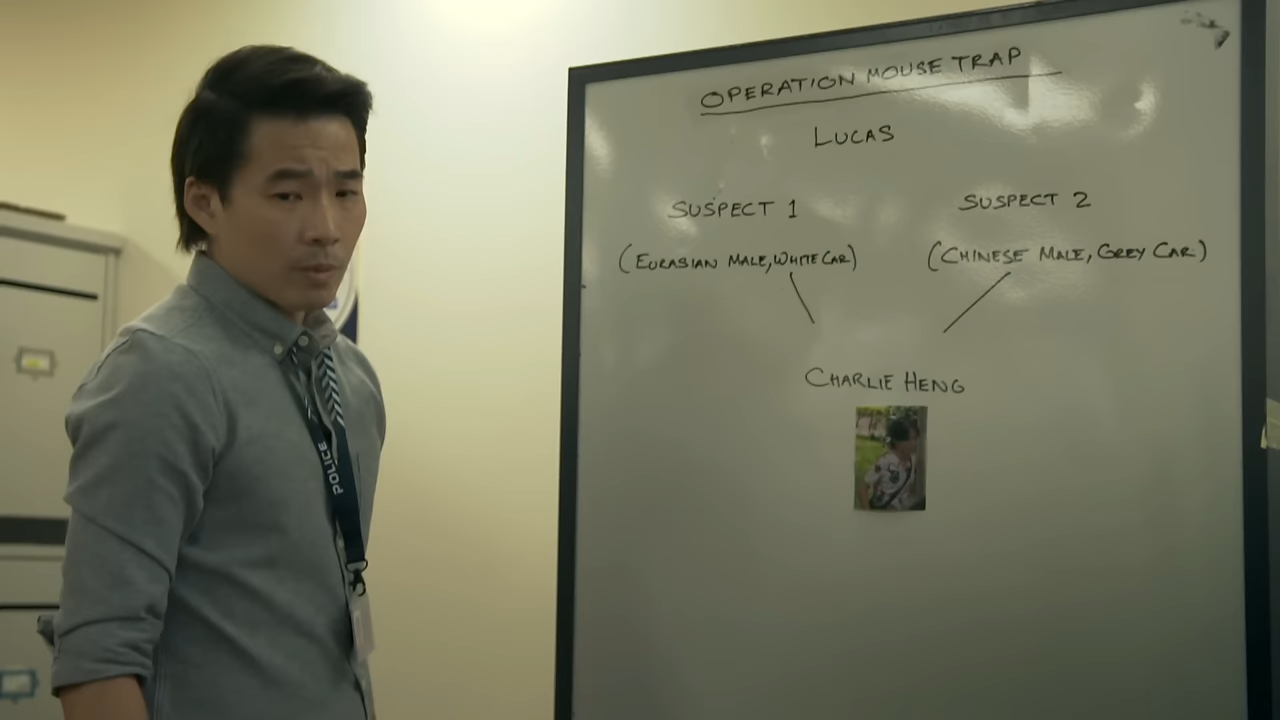 OPERATION MOUSE TRAP
LUCAS
SUSPECT 1
SUSPECT 2
(EURASIAN MALE, WHITE CAR)
(CHINESE MALE, GREY CAR)
CHARLIE HENG
POLICE